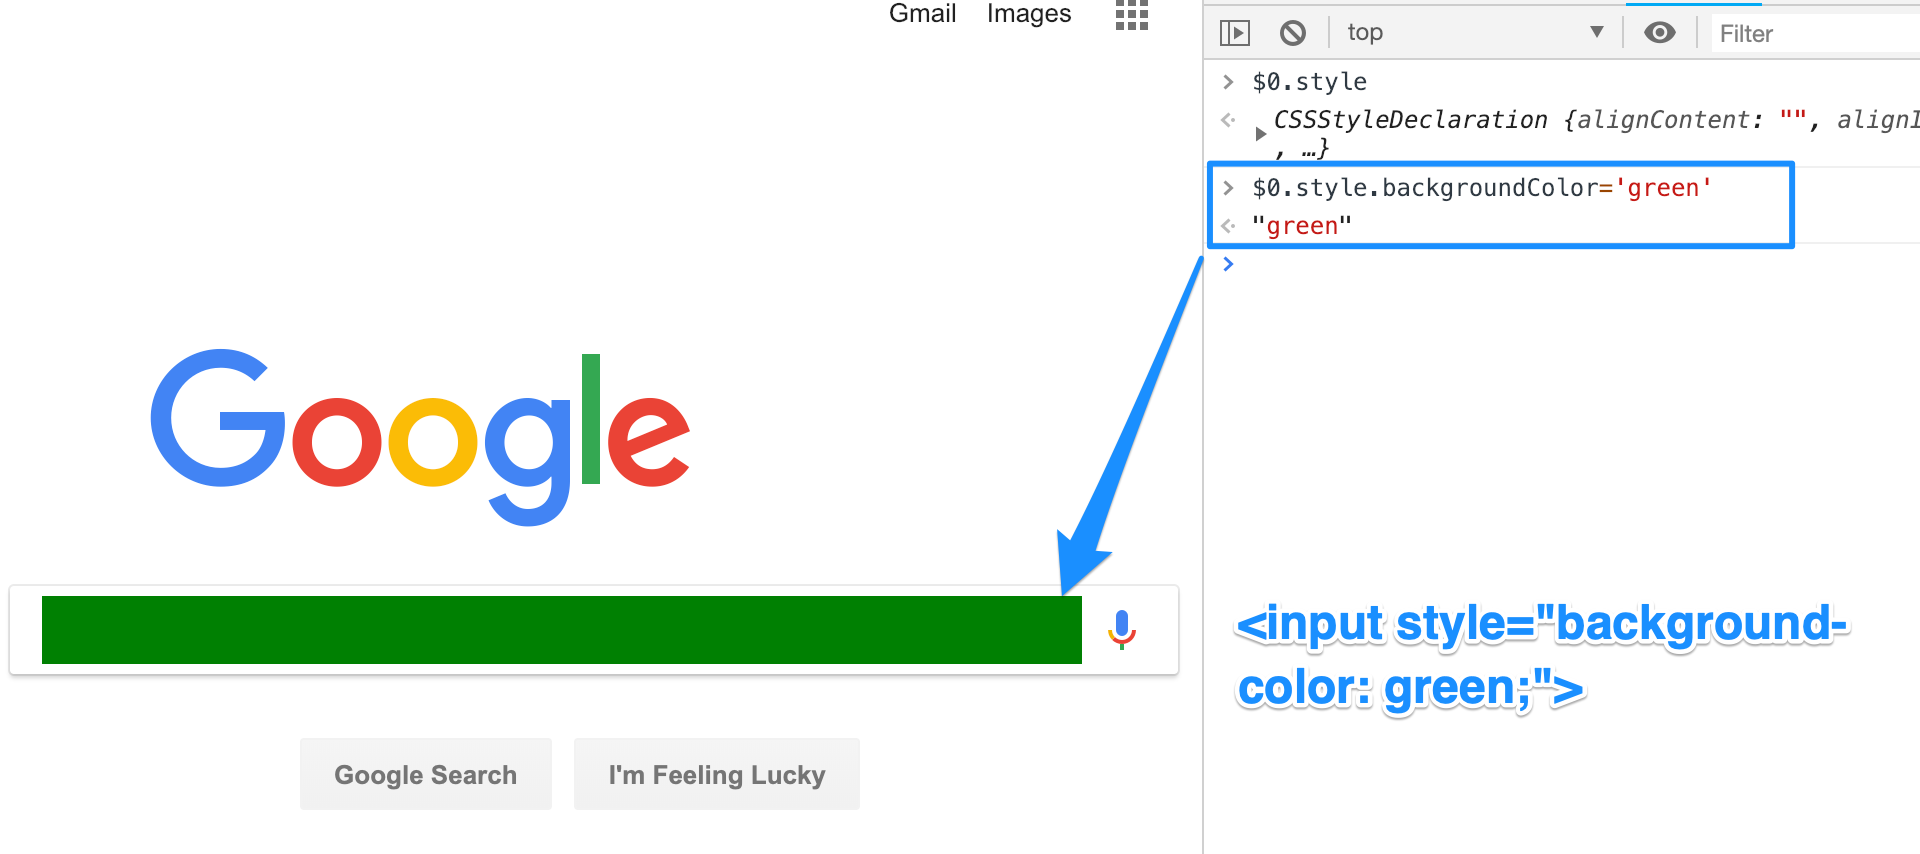 Gmail Images
Google
Google Search I'm Feeling Lucky
top Filter
$0.style
CSSStyleDeclaration {alignContent: "", alignI
, …}
$0.style.backgroundColor='green'
"green"
<input style="background-
color: green;">